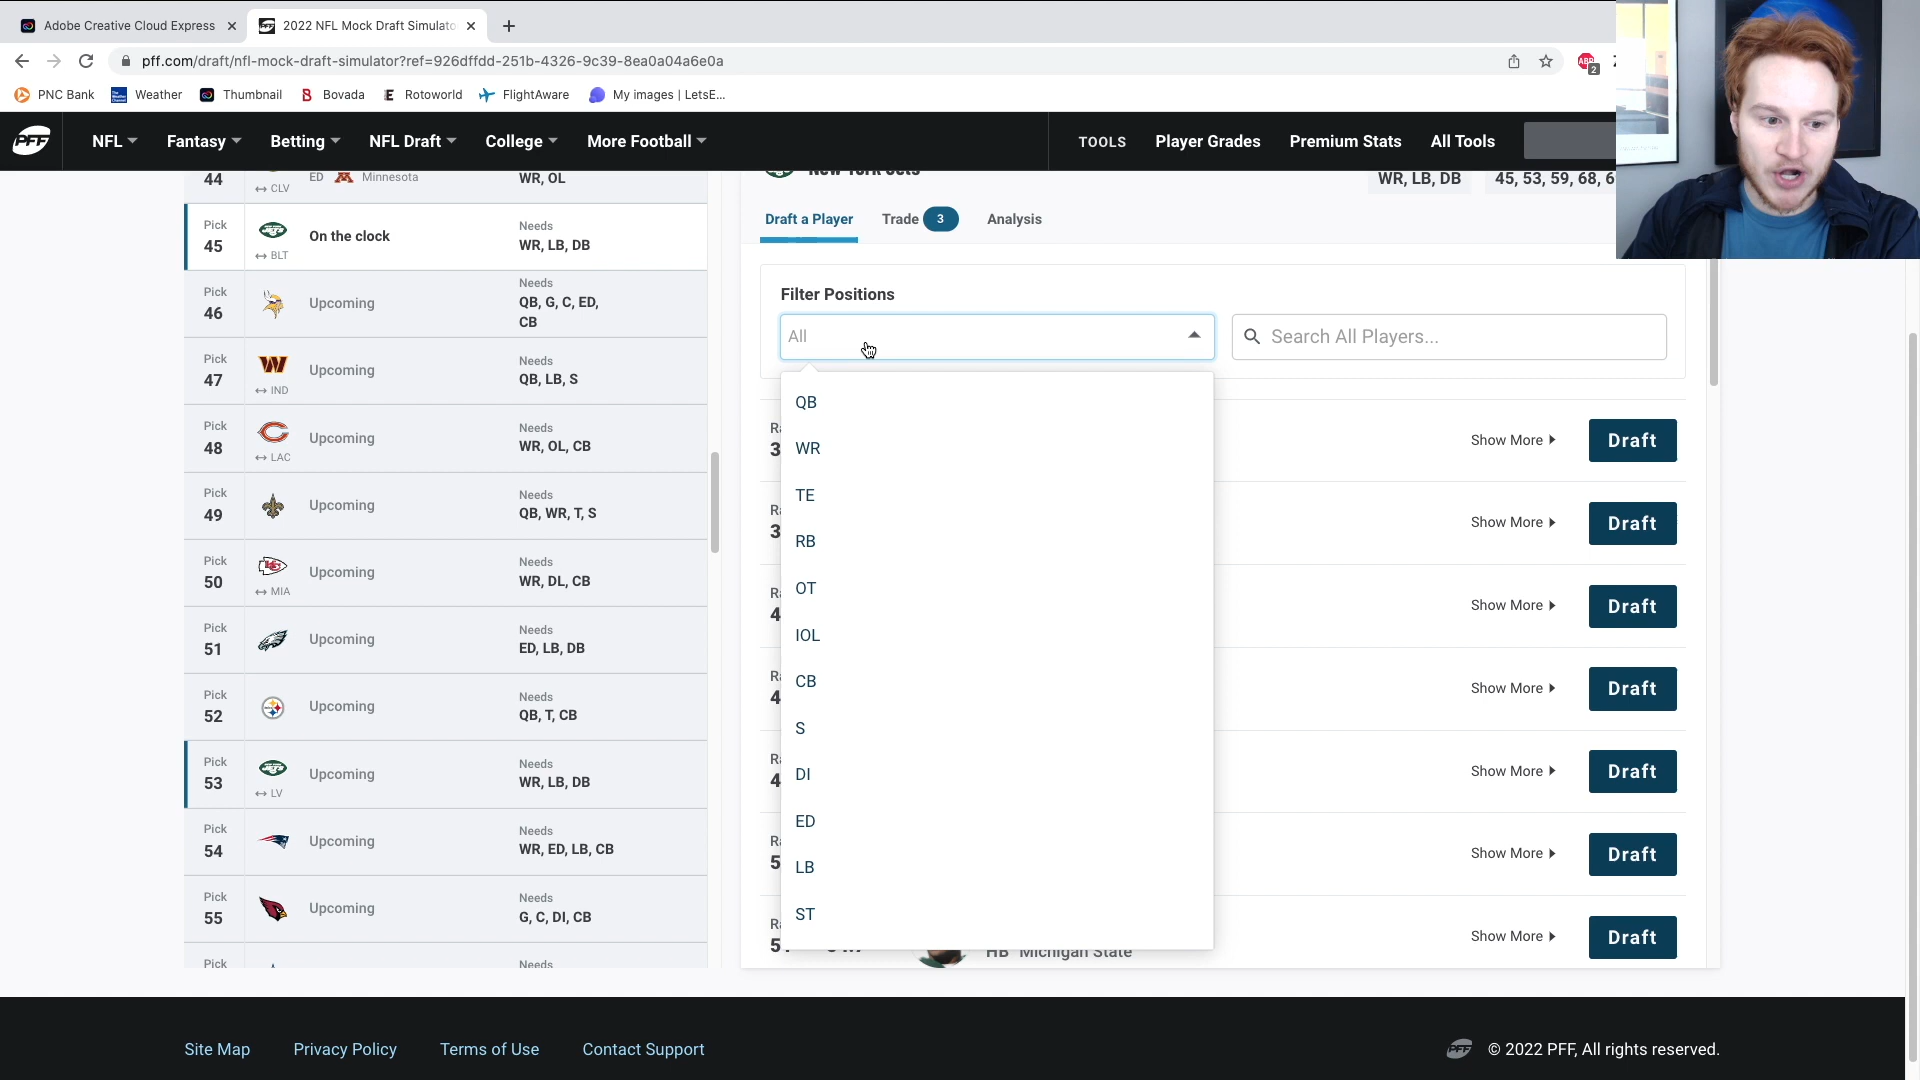 Adobe Creative Cloud Express
2022 NFL Mock Draft Simulato
pff.com/draft/nfl-mock-draft-simulator?ref=926dffdd-251b-4326-9c39-8ea0a04a6e0a
ABP
2
PNC Bank
Weather
Thumbnail
Bovada
Rotoworld
FlightAware
My images | LetsE...
PFF
NFL
Fantasy
Betting
NFL Draft
College
More Football
TOOLS
Player Grades
Premium Stats
All Tools
44
CLV
ED Minnesota
WR, OL
Pick
45
BLT
On the clock
Needs
WR, LB, DB
Pick
46
Upcoming
Needs
QB, G, C, ED,
CB
Pick
47
IND
Upcoming
Needs
QB, LB, S
Pick
48
LAC
Upcoming
Needs
WR, OL, CB
Pick
49
Upcoming
Needs
QB, WR, T, S
Pick
50
MIA
Upcoming
Needs
WR, DL, CB
Pick
51
Upcoming
Needs
ED, LB, DB
Pick
52
Upcoming
Needs
QB, T, CB
Pick
53
LV
Upcoming
Needs
WR, LB, DB
Pick
54
Upcoming
Needs
WR, ED, LB, CB
Pick
55
Upcoming
Needs
G, C, DI, CB
Pick
Needs
New York Jets
WR, LB, DB
45, 53, 59, 68, 6
Draft a Player
Trade 3
Analysis
Filter Positions
All
Search All Players...
QB
WR
TE
RB
OT
IOL
CB
S
DI
ED
LB
ST
Show More
Draft
Show More
Draft
Show More
Draft
Show More
Draft
Show More
Draft
Show More
Draft
HB Michigan State
Show More
Draft
Site Map
Privacy Policy
Terms of Use
Contact Support
PFF
© 2022 PFF, All rights reserved.